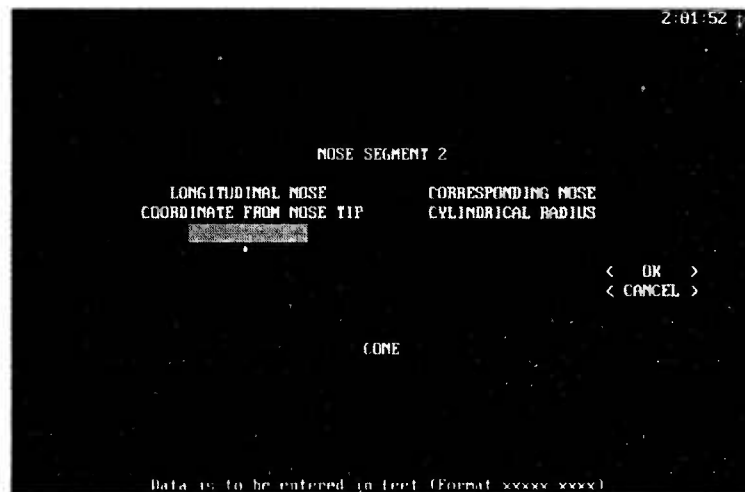 2:01:52
NOSE SEGMENT 2
LONGITUDINAL NOSE CORRESPONDING NOSE
COORDINATE FROM NOSE TIP CYLINDRICAL RADIUS
< OK >
< CANCEL >
CONE
Data is to be entered in feet (Format xxxxx xxxx)